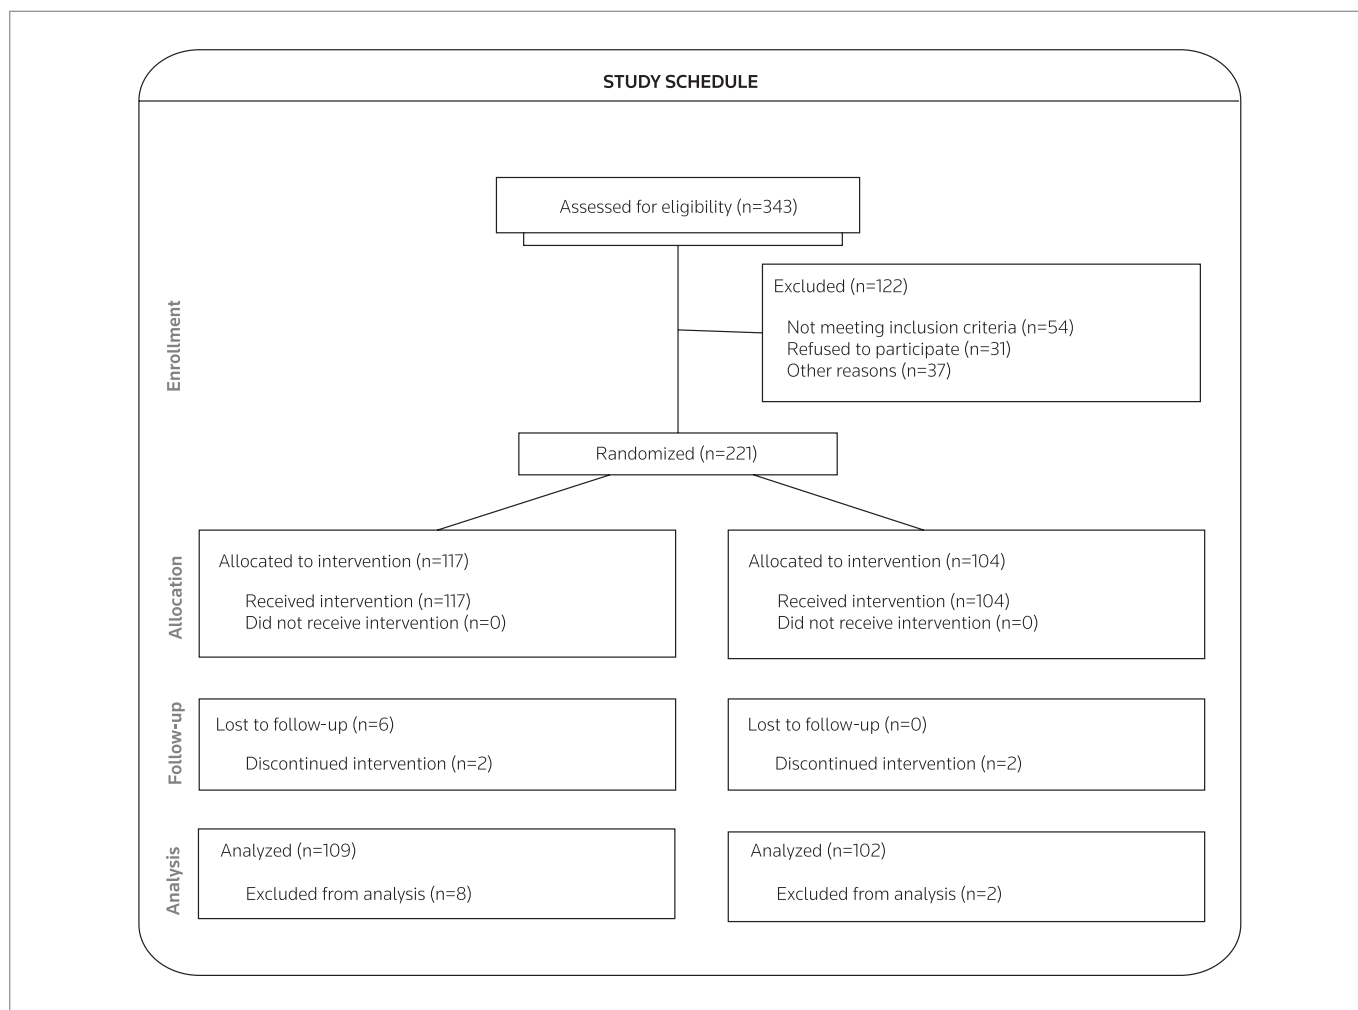 STUDY SCHEDULE
Assessed for eligibility (n=343)
Enrollment
Excluded (n=122)
Not meeting inclusion criteria (n=54)
Refused to participate (n=31)
Other reasons (n=37)
Randomized (n=221)
Allocation
Allocated to intervention (n=117)
Received intervention (n=117)
Did not receive intervention (n=0)
Allocated to intervention (n=104)
Received intervention (n=104)
Did not receive intervention (n=0)
Follow-up
Lost to follow-up (n=6)
Discontinued intervention (n=2)
Lost to follow-up (n=0)
Discontinued intervention (n=2)
Analysis
Analyzed (n=109)
Excluded from analysis (n=8)
Analyzed (n=102)
Excluded from analysis (n=2)